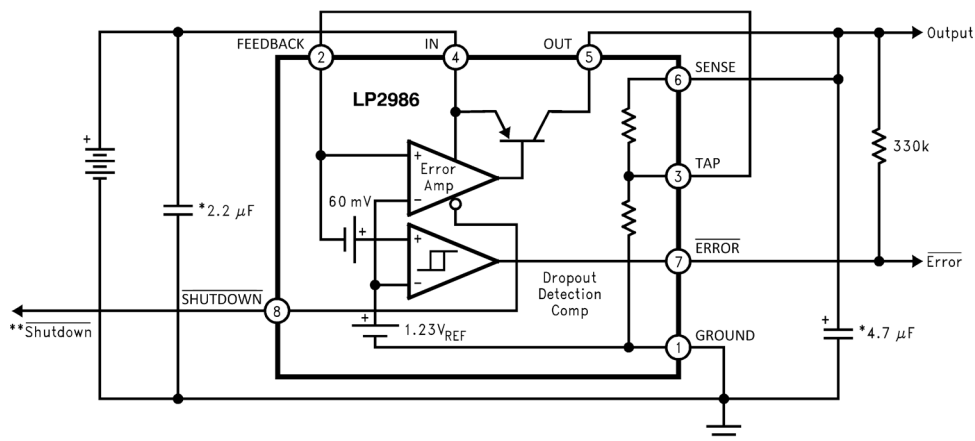 FEEDBACK
2
IN
4
OUT
5
Output
SENSE
6
LP2986
+
330k
TAP
3
+
Error
Amp
−
60 mV
*2.2 µF
+
+
ERROR
7
Error
SHUTDOWN
8
−
Dropout
Detection
Comp
**Shutdown
+
1.23VREF
GROUND
1
+
*4.7 µF